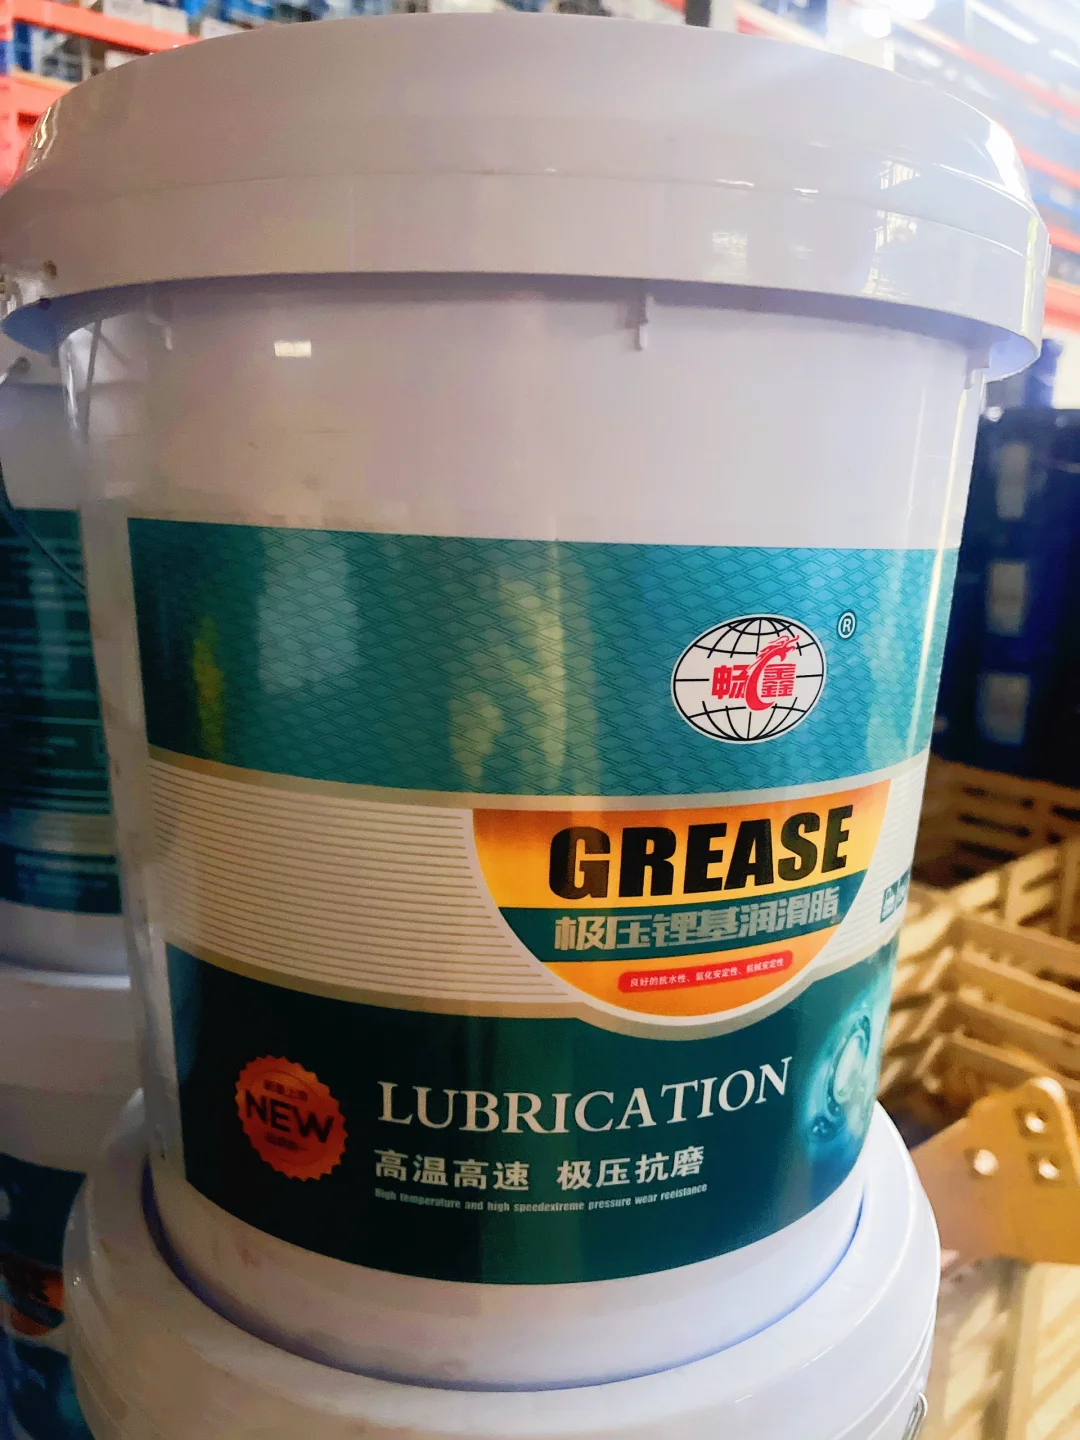 畅鑫
®
GREASE
极压锂基润滑脂
良好的抗水性、氧化安定性、机械安定性
NEW
LUBRICATION
高温高速 极压抗磨
High temperature and high speedextreme pressure wear reeistance